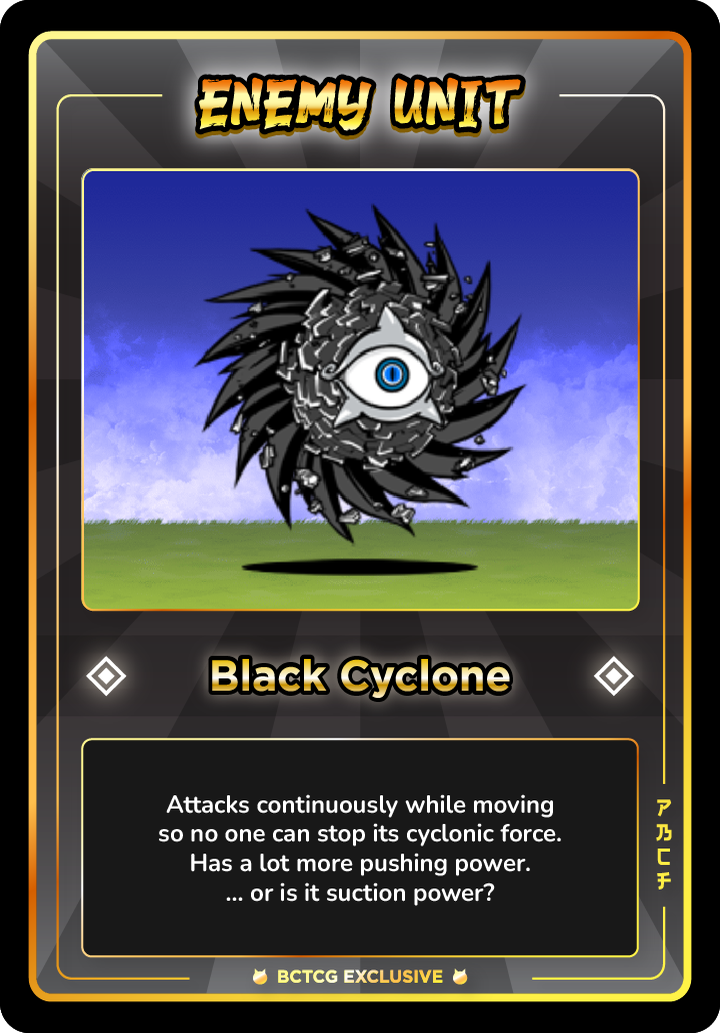 ENEMY UNIT
Black Cyclone
Attacks continuously while moving
so no one can stop its cyclonic force.
Has a lot more pushing power.
... or is it suction power?
BCTCG EXCLUSIVE